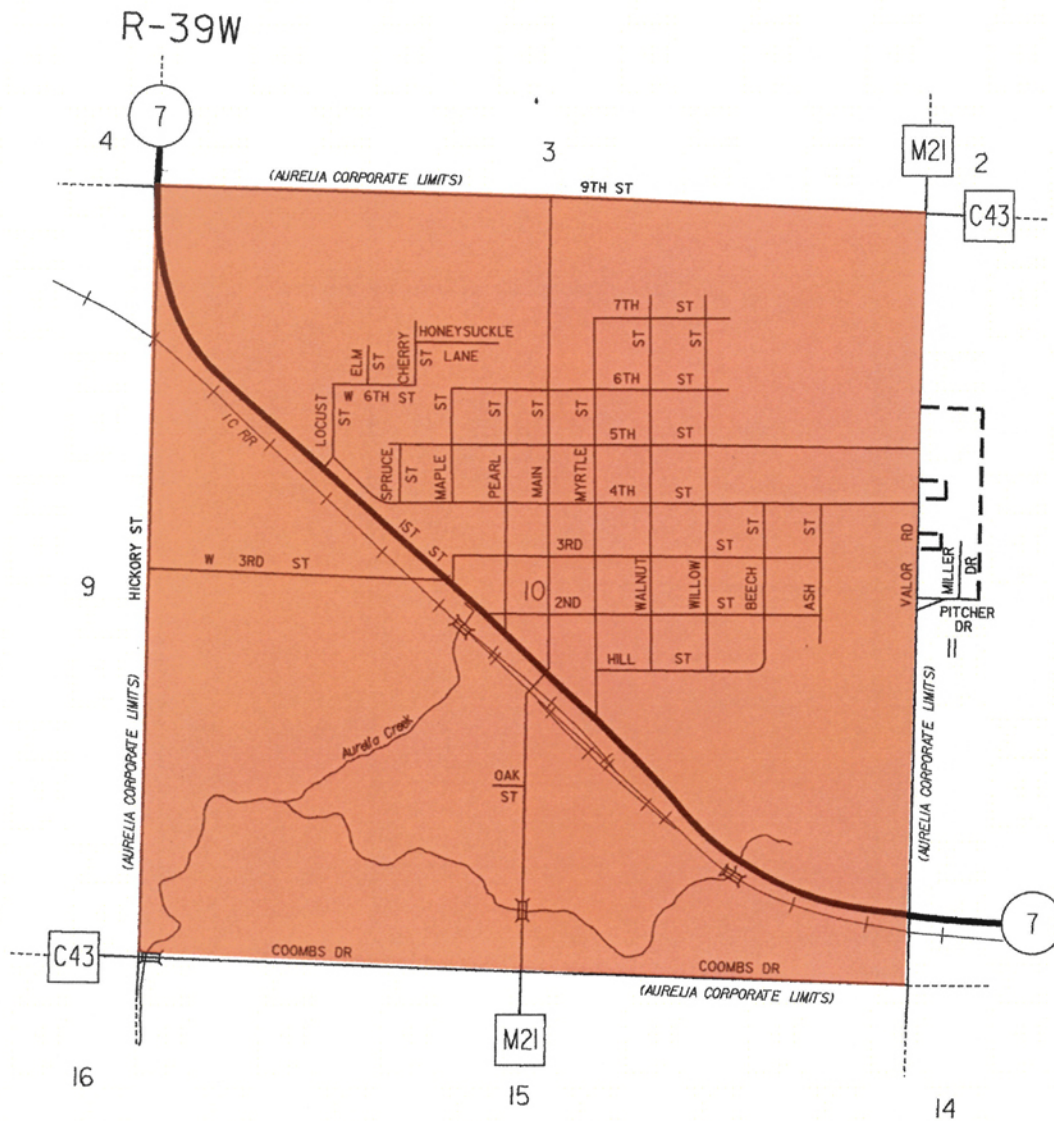 R-39W
7
4
3
M21
2
(AURELIA CORPORATE LIMITS)
9TH ST
C43
7TH ST
ST
ST
HONEYSUCKLE
LANE
ELM
ST
CHERRY
ST
6TH ST
W 6TH ST
LOCUST
ST
ST
ST
ST
ST
IC RR
5TH ST
SPRUCE
ST
MAPLE
PEARL
MAIN
MYRTLE
4TH ST
1ST ST
ST
ST
VALOR RD
HICKORY ST
W 3RD ST
3RD ST
MILLER
DR
9
10
2ND ST
WALNUT
WILLOW
BEECH
ASH
PITCHER
DR
11
HILL ST
(AURELIA CORPORATE LIMITS)
Aurelia Creek
OAK
ST
(AURELIA CORPORATE LIMITS)
7
C43
COOMBS DR
COOMBS DR
(AURELIA CORPORATE LIMITS)
M21
16
15
14